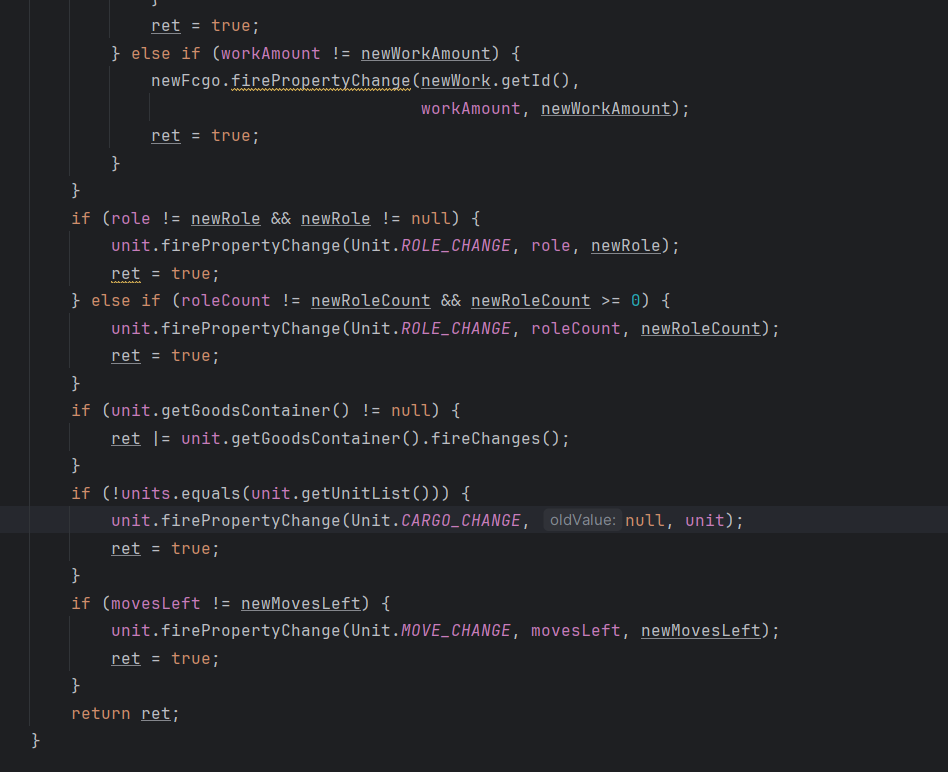 }
ret = true;
} else if (workAmount != newWorkAmount) {
newFcgo.firePropertyChange(newWork.getId(),
workAmount, newWorkAmount);
ret = true;
}
}
if (role != newRole && newRole != null) {
unit.firePropertyChange(Unit.ROLE_CHANGE, role, newRole);
ret = true;
} else if (roleCount != newRoleCount && newRoleCount >= 0) {
unit.firePropertyChange(Unit.ROLE_CHANGE, roleCount, newRoleCount);
ret = true;
}
if (unit.getGoodsContainer() != null) {
ret |= unit.getGoodsContainer().fireChanges();
}
if (!units.equals(unit.getUnitList())) {
unit.firePropertyChange(Unit.CARGO_CHANGE, oldValue: null, unit);
ret = true;
}
if (movesLeft != newMovesLeft) {
unit.firePropertyChange(Unit.MOVE_CHANGE, movesLeft, newMovesLeft);
ret = true;
}
return ret;
}